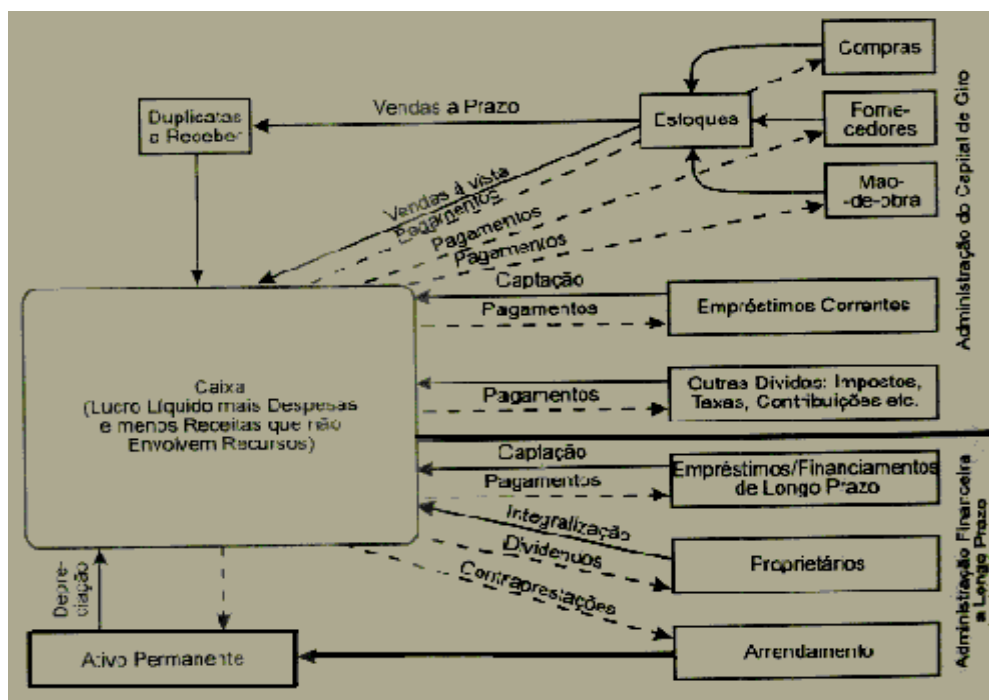 Compras
Vendas a Prazo
Duplicatas
a Receber
Estoques
Forne-
cedores
Mão-
-de-obra
Vendas à vista
Pagamentos
Pagamentos
Pagamentos
Administração do Capital de Giro
Captação
Pagamentos
Empréstimos Correntes
Pagamentos
Outras Dívidas: Impostos,
Taxas, Contribuições etc.
Caixa
(Lucro Líquido mais Despesas
e menos Receitas que não
Envolvem Recursos)
Captação
Pagamentos
Empréstimos/Financiamentos
de Longo Prazo
Integralização
Dividendos
Proprietários
Contraprestações
Arrendamento
Administração Financeira
a Longo Prazo
Depre-
ciação
Ativo Permanente